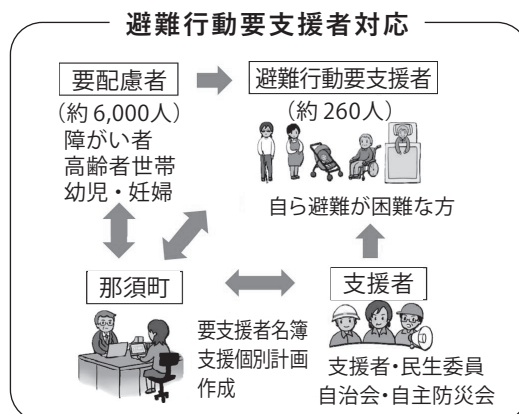 避難行動要支援者対応
要配慮者
(約6,000人)
障がい者
高齢者世帯
幼児・妊婦
避難行動要支援者
(約260人)
自ら避難が困難な方
那須町
要支援者名簿
支援個別計画
作成
支援者
支援者・民生委員
自治会・自主防災会